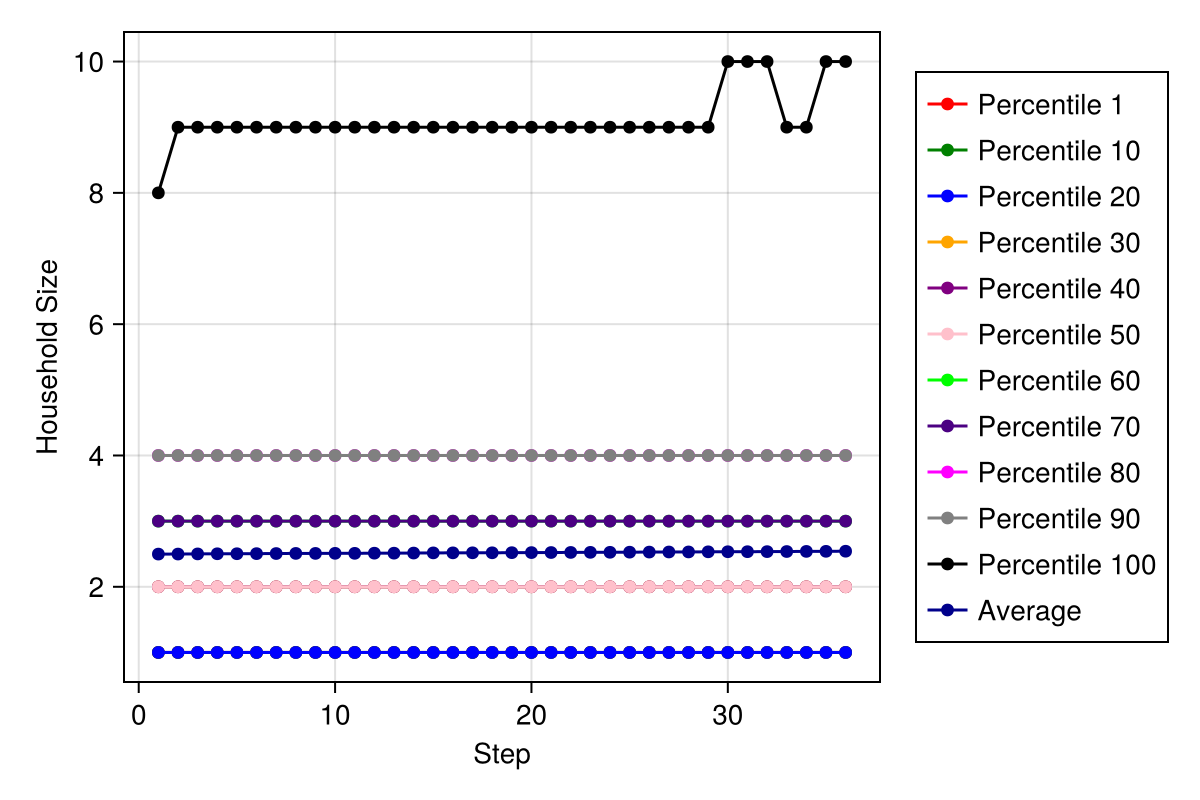 10
8
6
4
2
Household Size
0 10 20 30
Step
Percentile 1
Percentile 10
Percentile 20
Percentile 30
Percentile 40
Percentile 50
Percentile 60
Percentile 70
Percentile 80
Percentile 90
Percentile 100
Average